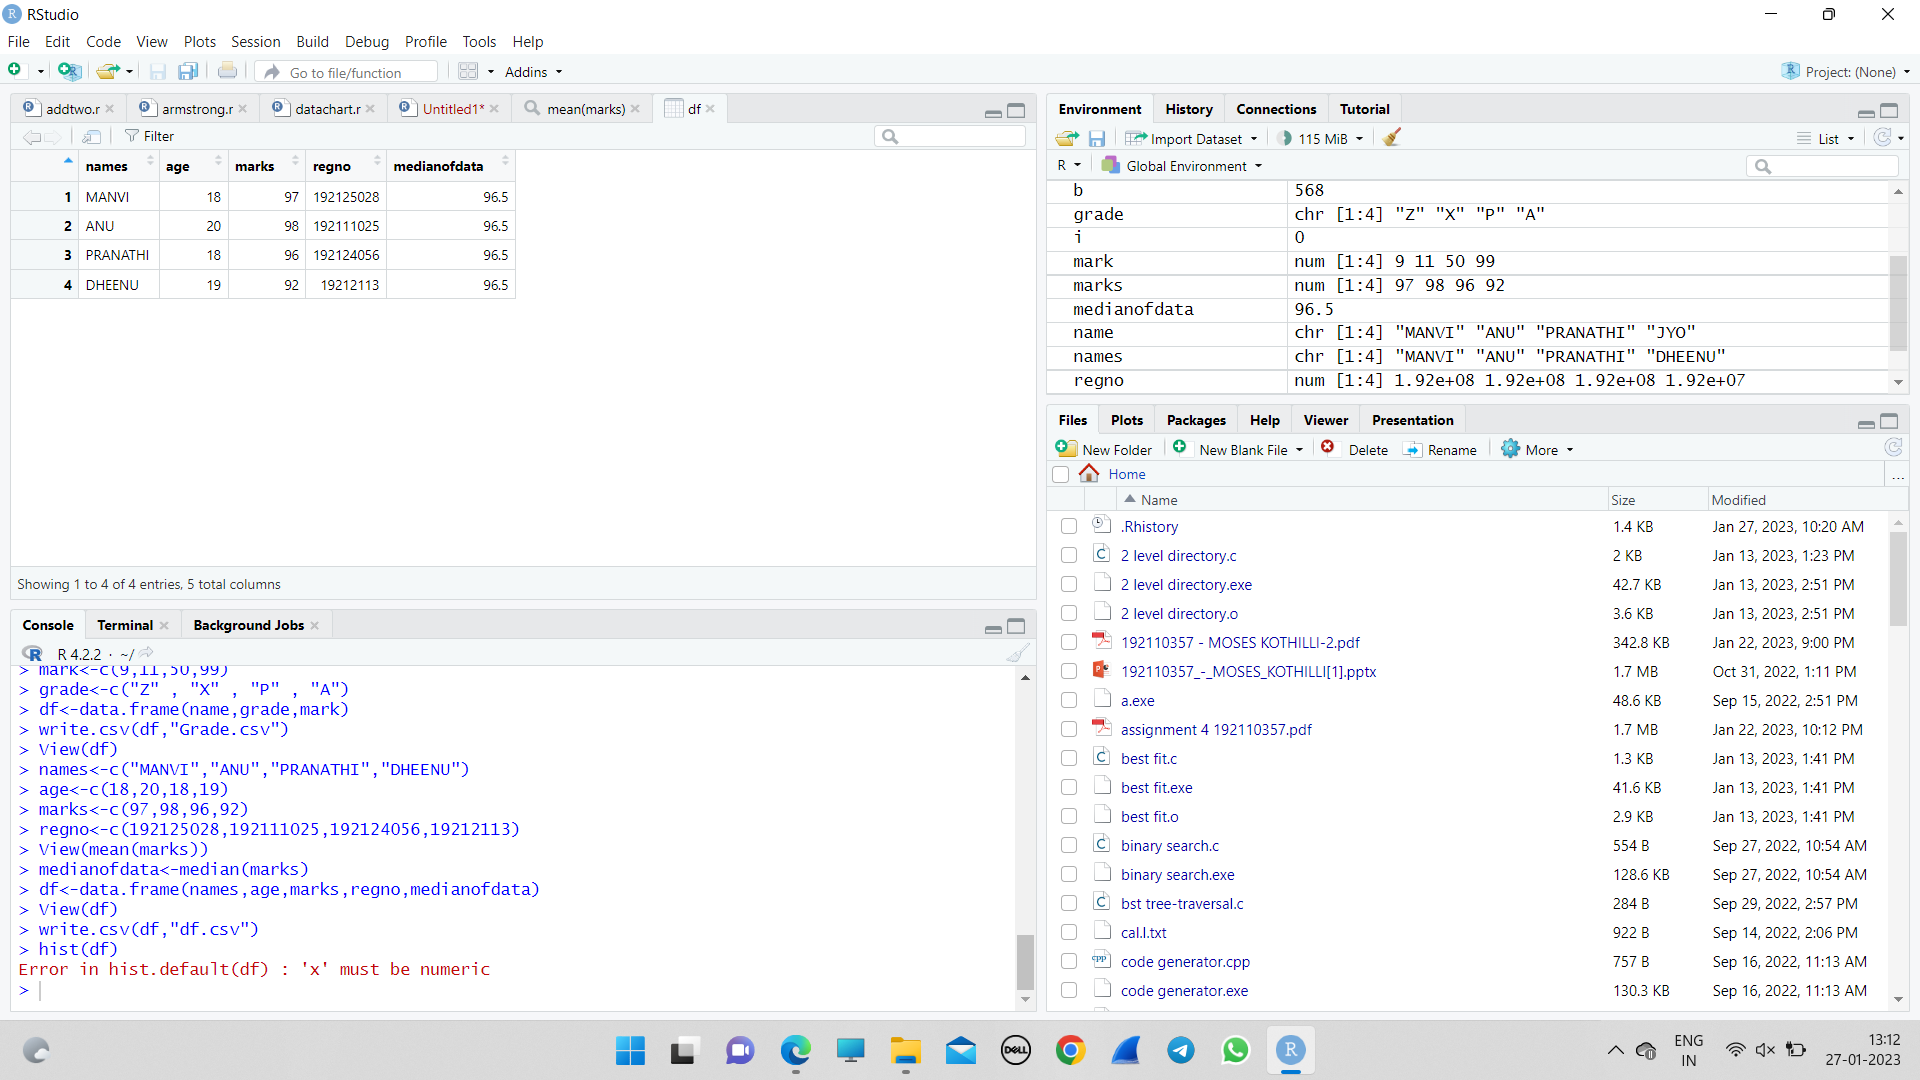 RStudio
File Edit Code View Plots Session Build Debug Profile Tools Help
Go to file/function Addins Project: (None)
addtwo.r armstrong.r datachart.r Untitled1* mean(marks) df
Filter
names age marks regno medianofdata
1 MANVI 18 97 192125028 96.5
2 ANU 20 98 192111025 96.5
3 PRANATHI 18 96 192124056 96.5
4 DHEENU 19 92 19212113 96.5
Showing 1 to 4 of 4 entries, 5 total columns
Console Terminal Background Jobs
R 4.2.2 · ~/
> mark<-c(9,11,50,99)
> grade<-c("Z" , "X" , "P" , "A")
> df<-data.frame(name,grade,mark)
> write.csv(df,"Grade.csv")
> View(df)
> names<-c("MANVI","ANU","PRANATHI","DHEENU")
> age<-c(18,20,18,19)
> marks<-c(97,98,96,92)
> regno<-c(192125028,192111025,192124056,19212113)
> View(mean(marks))
> medianofdata<-median(marks)
> df<-data.frame(names,age,marks,regno,medianofdata)
> View(df)
> write.csv(df,"df.csv")
> hist(df)
Error in hist.default(df) : 'x' must be numeric
>
Environment History Connections Tutorial
Import Dataset 115 MiB List
R Global Environment
b 568
grade chr [1:4] "Z" "X" "P" "A"
i 0
mark num [1:4] 9 11 50 99
marks num [1:4] 97 98 96 92
medianofdata 96.5
name chr [1:4] "MANVI" "ANU" "PRANATHI" "JYO"
names chr [1:4] "MANVI" "ANU" "PRANATHI" "DHEENU"
regno num [1:4] 1.92e+08 1.92e+08 1.92e+08 1.92e+07
Files Plots Packages Help Viewer Presentation
New Folder New Blank File Delete Rename More
Home ...
Name Size Modified
.Rhistory 1.4 KB Jan 27, 2023, 10:20 AM
2 level directory.c 2 KB Jan 13, 2023, 1:23 PM
2 level directory.exe 42.7 KB Jan 13, 2023, 2:51 PM
2 level directory.o 3.6 KB Jan 13, 2023, 2:51 PM
192110357 - MOSES KOTHILLI-2.pdf 342.8 KB Jan 22, 2023, 9:00 PM
192110357_-_MOSES_KOTHILLI[1].pptx 1.7 MB Oct 31, 2022, 1:11 PM
a.exe 48.6 KB Sep 15, 2022, 2:51 PM
assignment 4 192110357.pdf 1.7 MB Jan 22, 2023, 10:12 PM
best fit.c 1.3 KB Jan 13, 2023, 1:41 PM
best fit.exe 41.6 KB Jan 13, 2023, 1:41 PM
best fit.o 2.9 KB Jan 13, 2023, 1:41 PM
binary search.c 554 B Sep 27, 2022, 10:54 AM
binary search.exe 128.6 KB Sep 27, 2022, 10:54 AM
bst tree-traversal.c 284 B Sep 29, 2022, 2:57 PM
cal.l.txt 922 B Sep 14, 2022, 2:06 PM
code generator.cpp 757 B Sep 16, 2022, 11:13 AM
code generator.exe 130.3 KB Sep 16, 2022, 11:13 AM
DELL
R
ENG
IN
13:12
27-01-2023